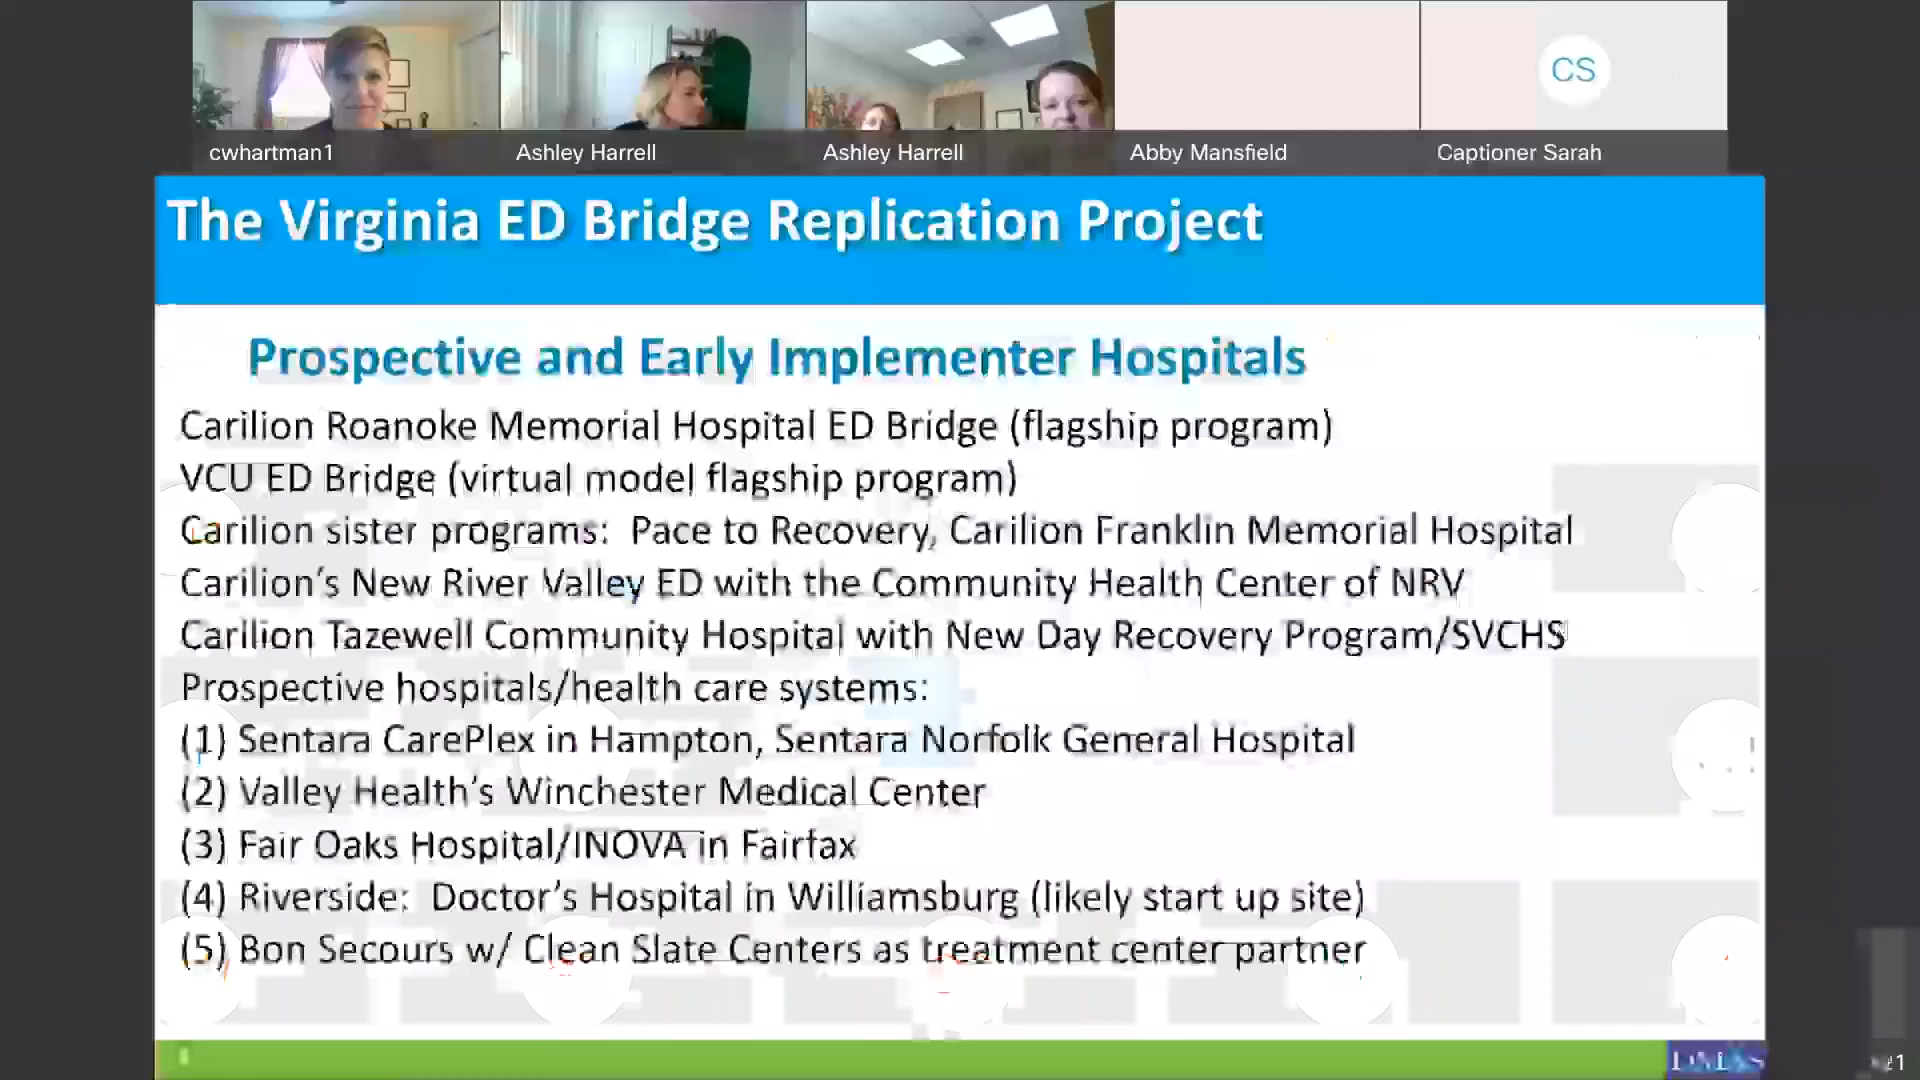 CS
cwhartman1
Ashley Harrell
Ashley Harrell
Abby Mansfield
Captioner Sarah
The Virginia ED Bridge Replication Project
Prospective and Early Implementer Hospitals
Carilion Roanoke Memorial Hospital ED Bridge (flagship program)
VCU ED Bridge (virtual model flagship program)
Carilion sister programs: Pace to Recovery, Carilion Franklin Memorial Hospital
Carilion's New River Valley ED with the Community Health Center of NRV
Carilion Tazewell Community Hospital with New Day Recovery Program/SVCHS
Prospective hospitals/health care systems:
(1) Sentara CarePlex in Hampton, Sentara Norfolk General Hospital
(2) Valley Health's Winchester Medical Center
(3) Fair Oaks Hospital/INOVA in Fairfax
(4) Riverside: Doctor's Hospital in Williamsburg (likely start up site)
(5) Bon Secours w/ Clean Slate Centers as treatment center partner
DMAS